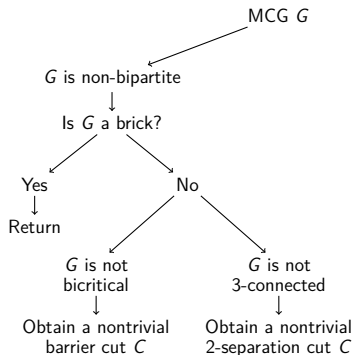 MCG G
G is non-bipartite
Is G a brick?
Yes
No
Return
G is not
bicritical
G is not
3-connected
Obtain a nontrivial
barrier cut C
Obtain a nontrivial
2-separation cut C